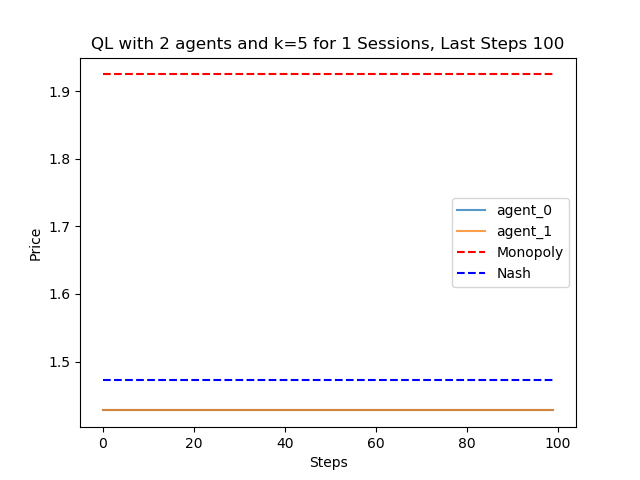 QL with 2 agents and k=5 for 1 Sessions, Last Steps 100
Price
1.9
1.8
1.7
1.6
1.5
agent_0
agent_1
Monopoly
Nash
0 20 40 60 80 100
Steps